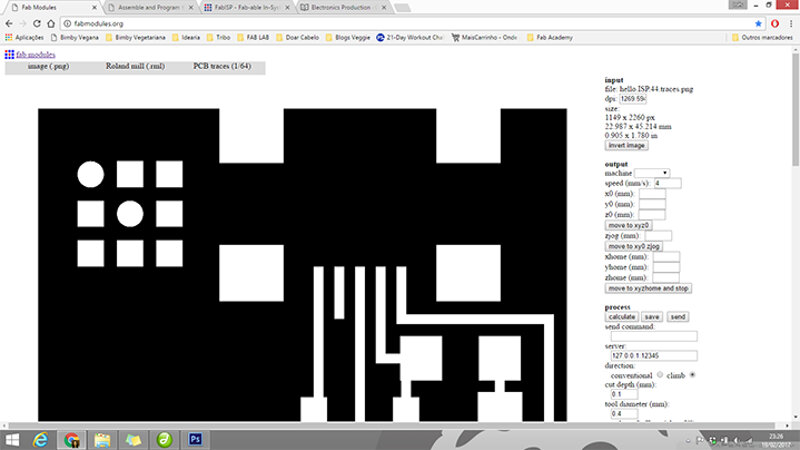 Fab Modules
Assemble and Program t
FabISP - Fab-able In-Sy
Electronics Production -
fabmodules.org
Aplicações
Bimby Vegana
Bimby Vegetariana
Ideario
Tribo
FAB LAB
Doar Cabelo
Blogs Veggie
21-Day Workout Cha
MaisCarrinho - Onde
Fab Academy
Outros marcadores
fab modules
image (.png) Roland mill (.rml) PCB traces (1/64)
input
file: hello.ISP.44.traces.png
dpi: 1269.594
size:
1149 x 2260 px
22.987 x 45.214 mm
0.905 x 1.780 in
invert image
output
machine
speed (mm/s): 4
x0 (mm):
y0 (mm):
z0 (mm):
move to xyz0
zjog (mm):
move to xy0 zjog
xhome (mm):
yhome (mm):
zhome (mm):
move to xyzhome and stop
process
calculate save send
send command:
server:
127.0.0.1:12345
direction:
conventional climb
cut depth (mm):
0.1
tool diameter (mm):
0.4
23:26